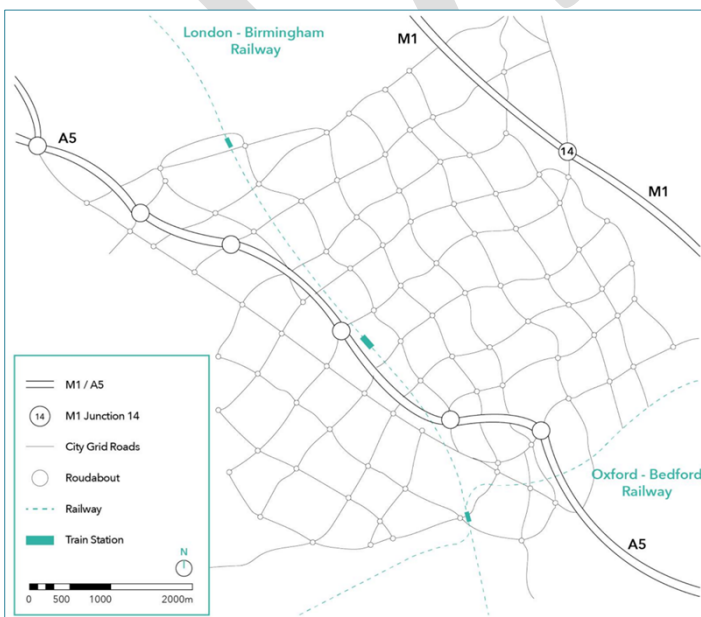 London - Birmingham
Railway
M1
A5
14
M1
M1 / A5
14
M1 Junction 14
City Grid Roads
Roudabout
Railway
Train Station
N
0 500 1000 2000m
Oxford - Bedford
Railway
A5